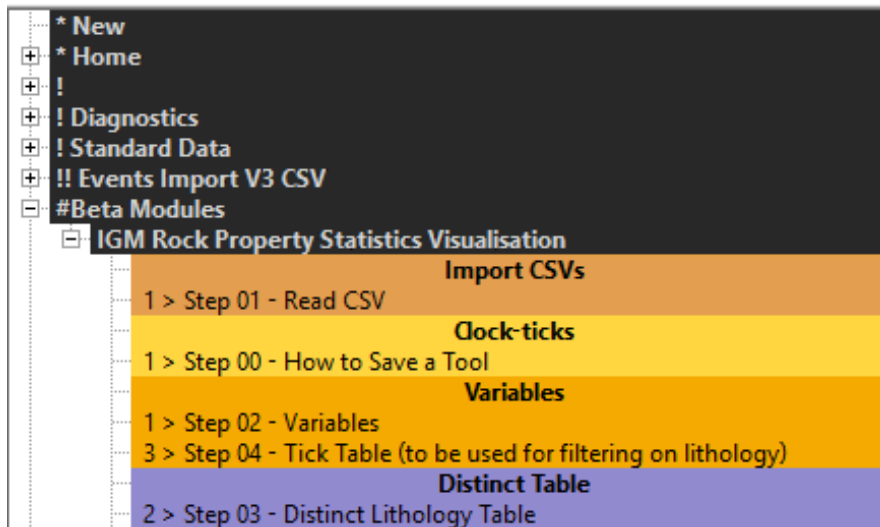 * New
* Home
!
! Diagnostics
! Standard Data
!! Events Import V3 CSV
#Beta Modules
IGM Rock Property Statistics Visualisation
Import CSVs
1 > Step 01 - Read CSV
Clock-ticks
1 > Step 00 - How to Save a Tool
Variables
1 > Step 02 - Variables
3 > Step 04 - Tick Table (to be used for filtering on lithology)
Distinct Table
2 > Step 03 - Distinct Lithology Table